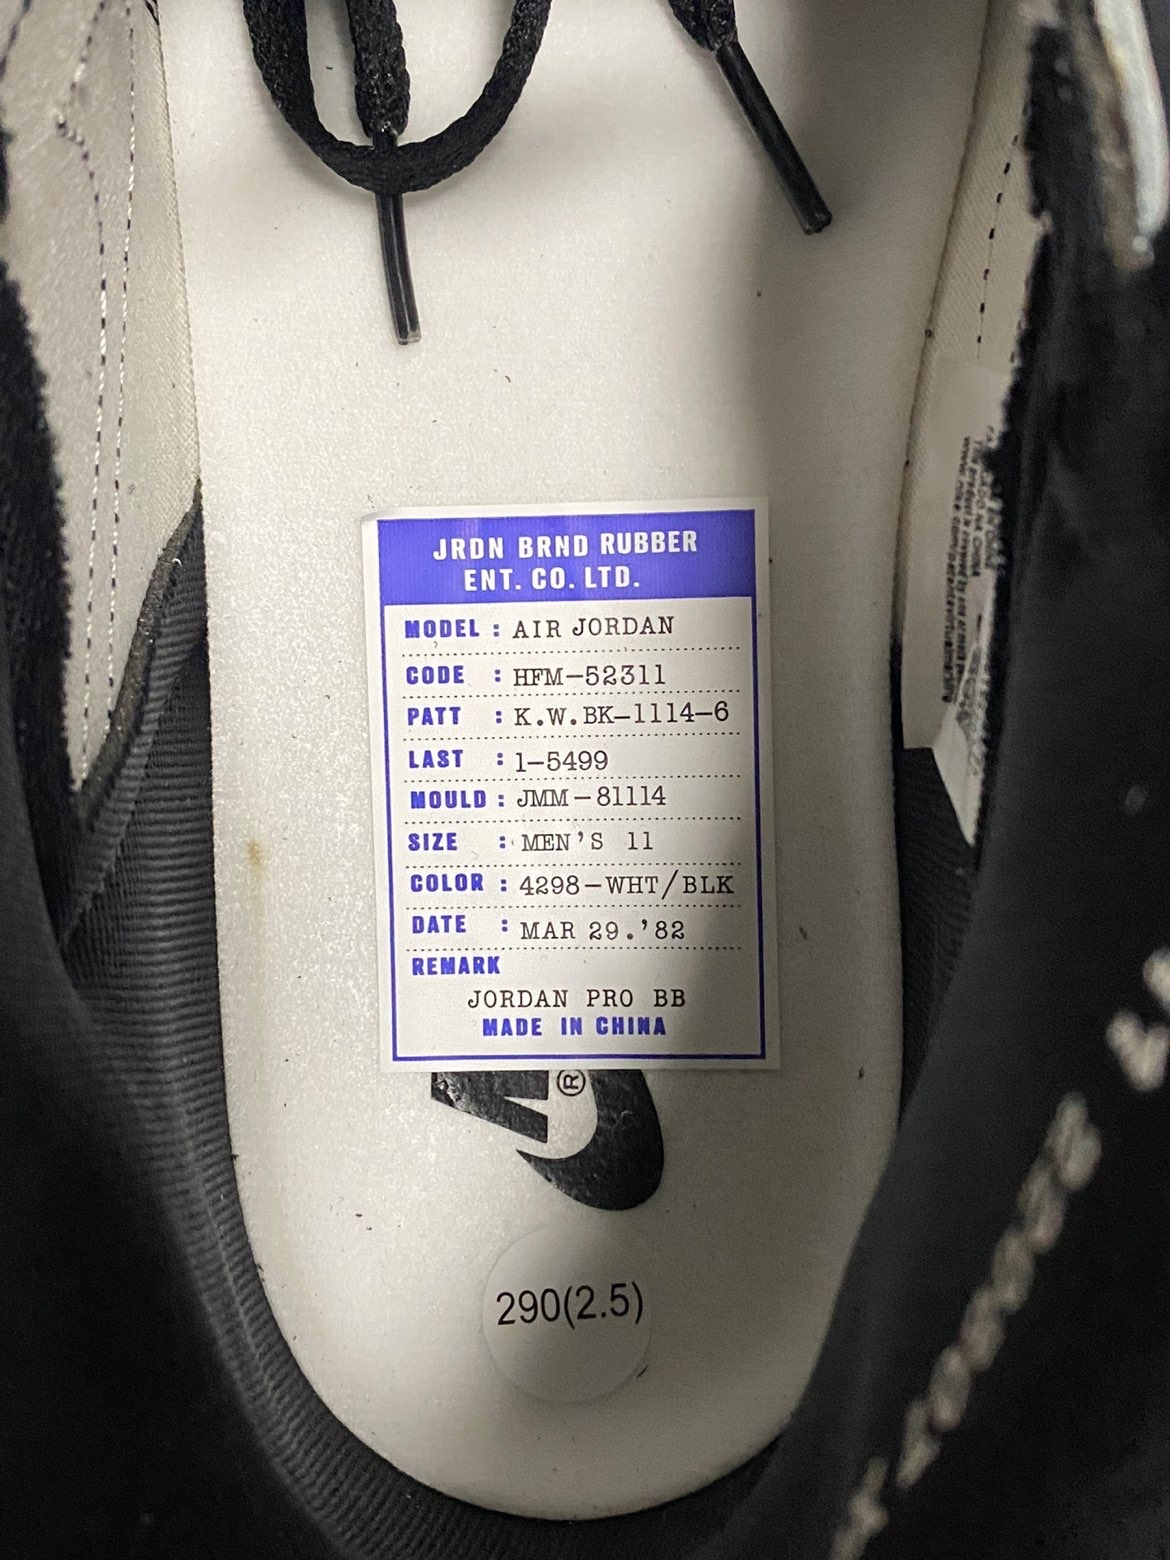 JRDN BRND RUBBER
ENT. CO. LTD.
MODEL : AIR JORDAN
CODE : HFM-52311
PATT : K.W.BK-1114-6
LAST : 1-5499
MOULD : JMM-81114
SIZE : MEN'S 11
COLOR : 4298-WHT/BLK
DATE : MAR 29.'82
REMARK
JORDAN PRO BB
MADE IN CHINA
®
290(2.5)